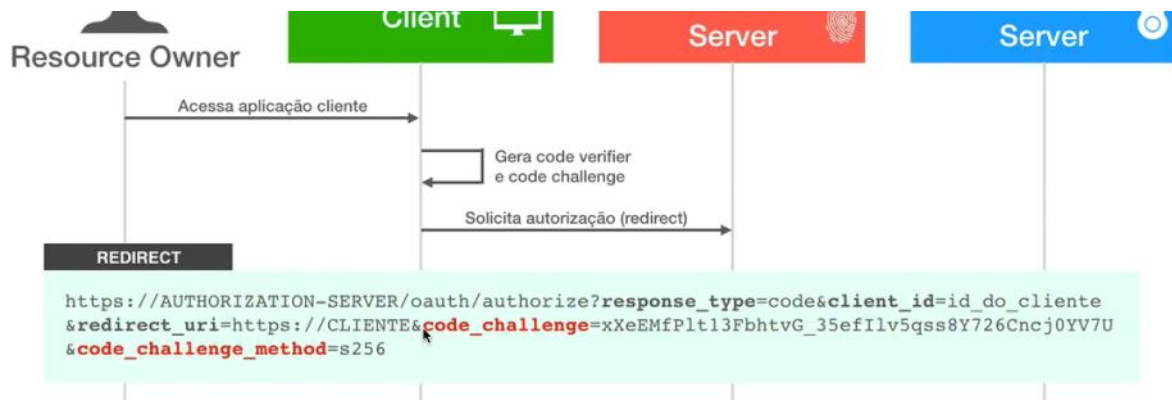 Resource Owner
Client
Server
Server
Acessa aplicação cliente
Gera code verifier
e code challenge
Solicita autorização (redirect)
REDIRECT
https://AUTHORIZATION-SERVER/oauth/authorize?response_type=code&client_id=id_do_cliente
&redirect_uri=https://CLIENTE&code_challenge=xXeEMfPlt13FbhtvG_35efIlv5qss8Y726Cncj0YV7U
&code_challenge_method=s256